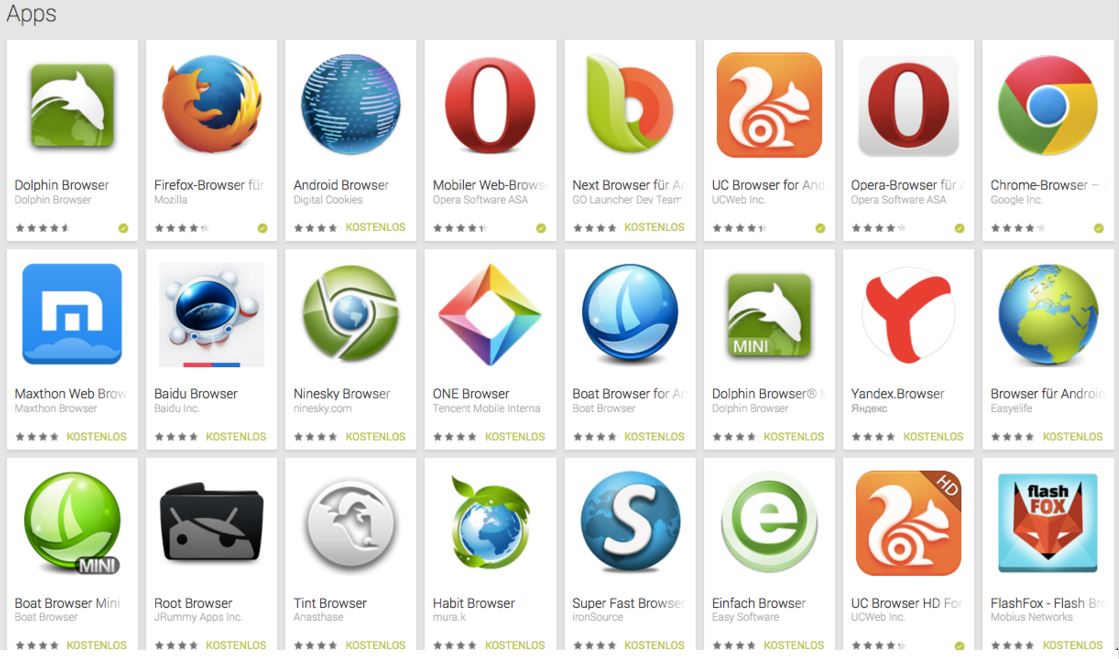 Apps
Dolphin Browser
Dolphin Browser
Firefox-Browser für
Mozilla
Android Browser
Digital Cookies
KOSTENLOS
Mobiler Web-Brows
Opera Software ASA
Next Browser für An
GO Launcher Dev Team
KOSTENLOS
UC Browser for And
UCWeb Inc.
Opera-Browser für A
Opera Software ASA
Chrome-Browser –
Google Inc.
Maxthon Web Brow
Maxthon Browser
KOSTENLOS
Baidu Browser
Baidu Inc.
KOSTENLOS
Ninesky Browser
ninesky.com
KOSTENLOS
ONE Browser
Tencent Mobile Interna
KOSTENLOS
Boat Browser for An
Boat Browser
KOSTENLOS
MINI
Dolphin Browser®
Dolphin Browser
KOSTENLOS
Yandex.Browser
Яндекс
KOSTENLOS
Browser für Android
Easylife
KOSTENLOS
MINI
Boat Browser Mini
Boat Browser
KOSTENLOS
Root Browser
JRummy Apps Inc.
KOSTENLOS
Tint Browser
Anasthase
KOSTENLOS
Habit Browser
mura.k
KOSTENLOS
S
Super Fast Browser
ironSource
KOSTENLOS
e
Einfach Browser
Easy Software
KOSTENLOS
HD
UC Browser HD For
UCWeb Inc.
flash
FOX
FlashFox - Flash Bro
Mobius Networks
KOSTENLOS